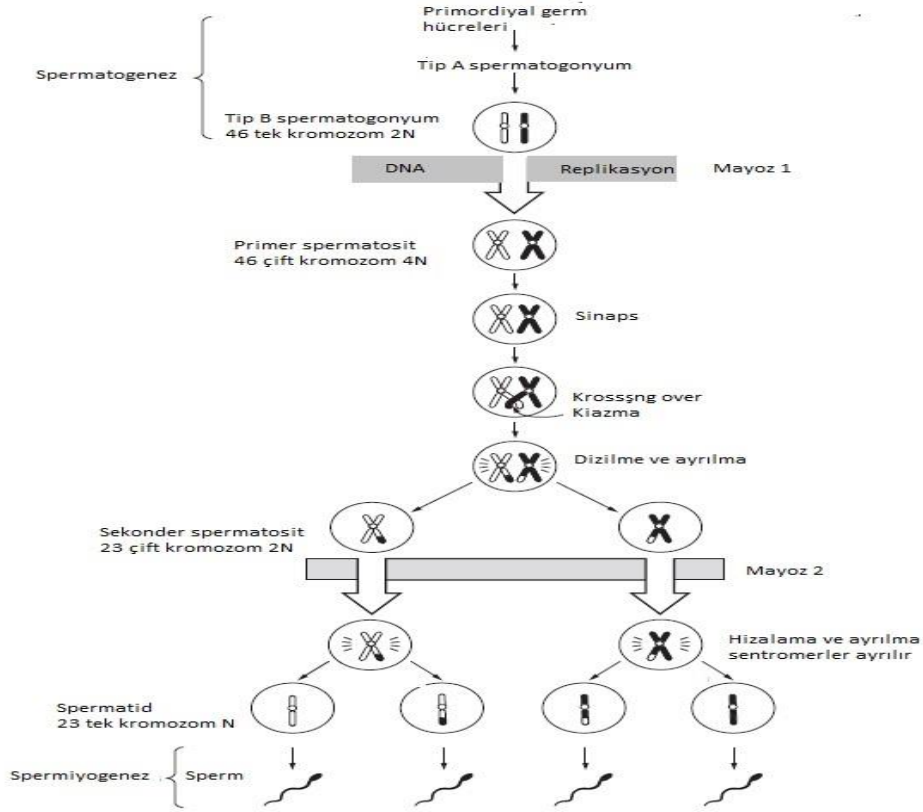 Primordiyal germ
hücreleri
Spermatogenez
Tip A spermatogonyum
Tip B spermatogonyum
46 tek kromozom 2N
DNA
Replikasyon
Mayoz 1
Primer spermatosit
46 çift kromozom 4N
Sinaps
Krossşng over
Kiazma
Dizilme ve ayrılma
Sekonder spermatosit
23 çift kromozom 2N
Mayoz 2
Hizalama ve ayrılma
sentromerler ayrılır
Spermatid
23 tek kromozom N
Spermiyogenez
Sperm